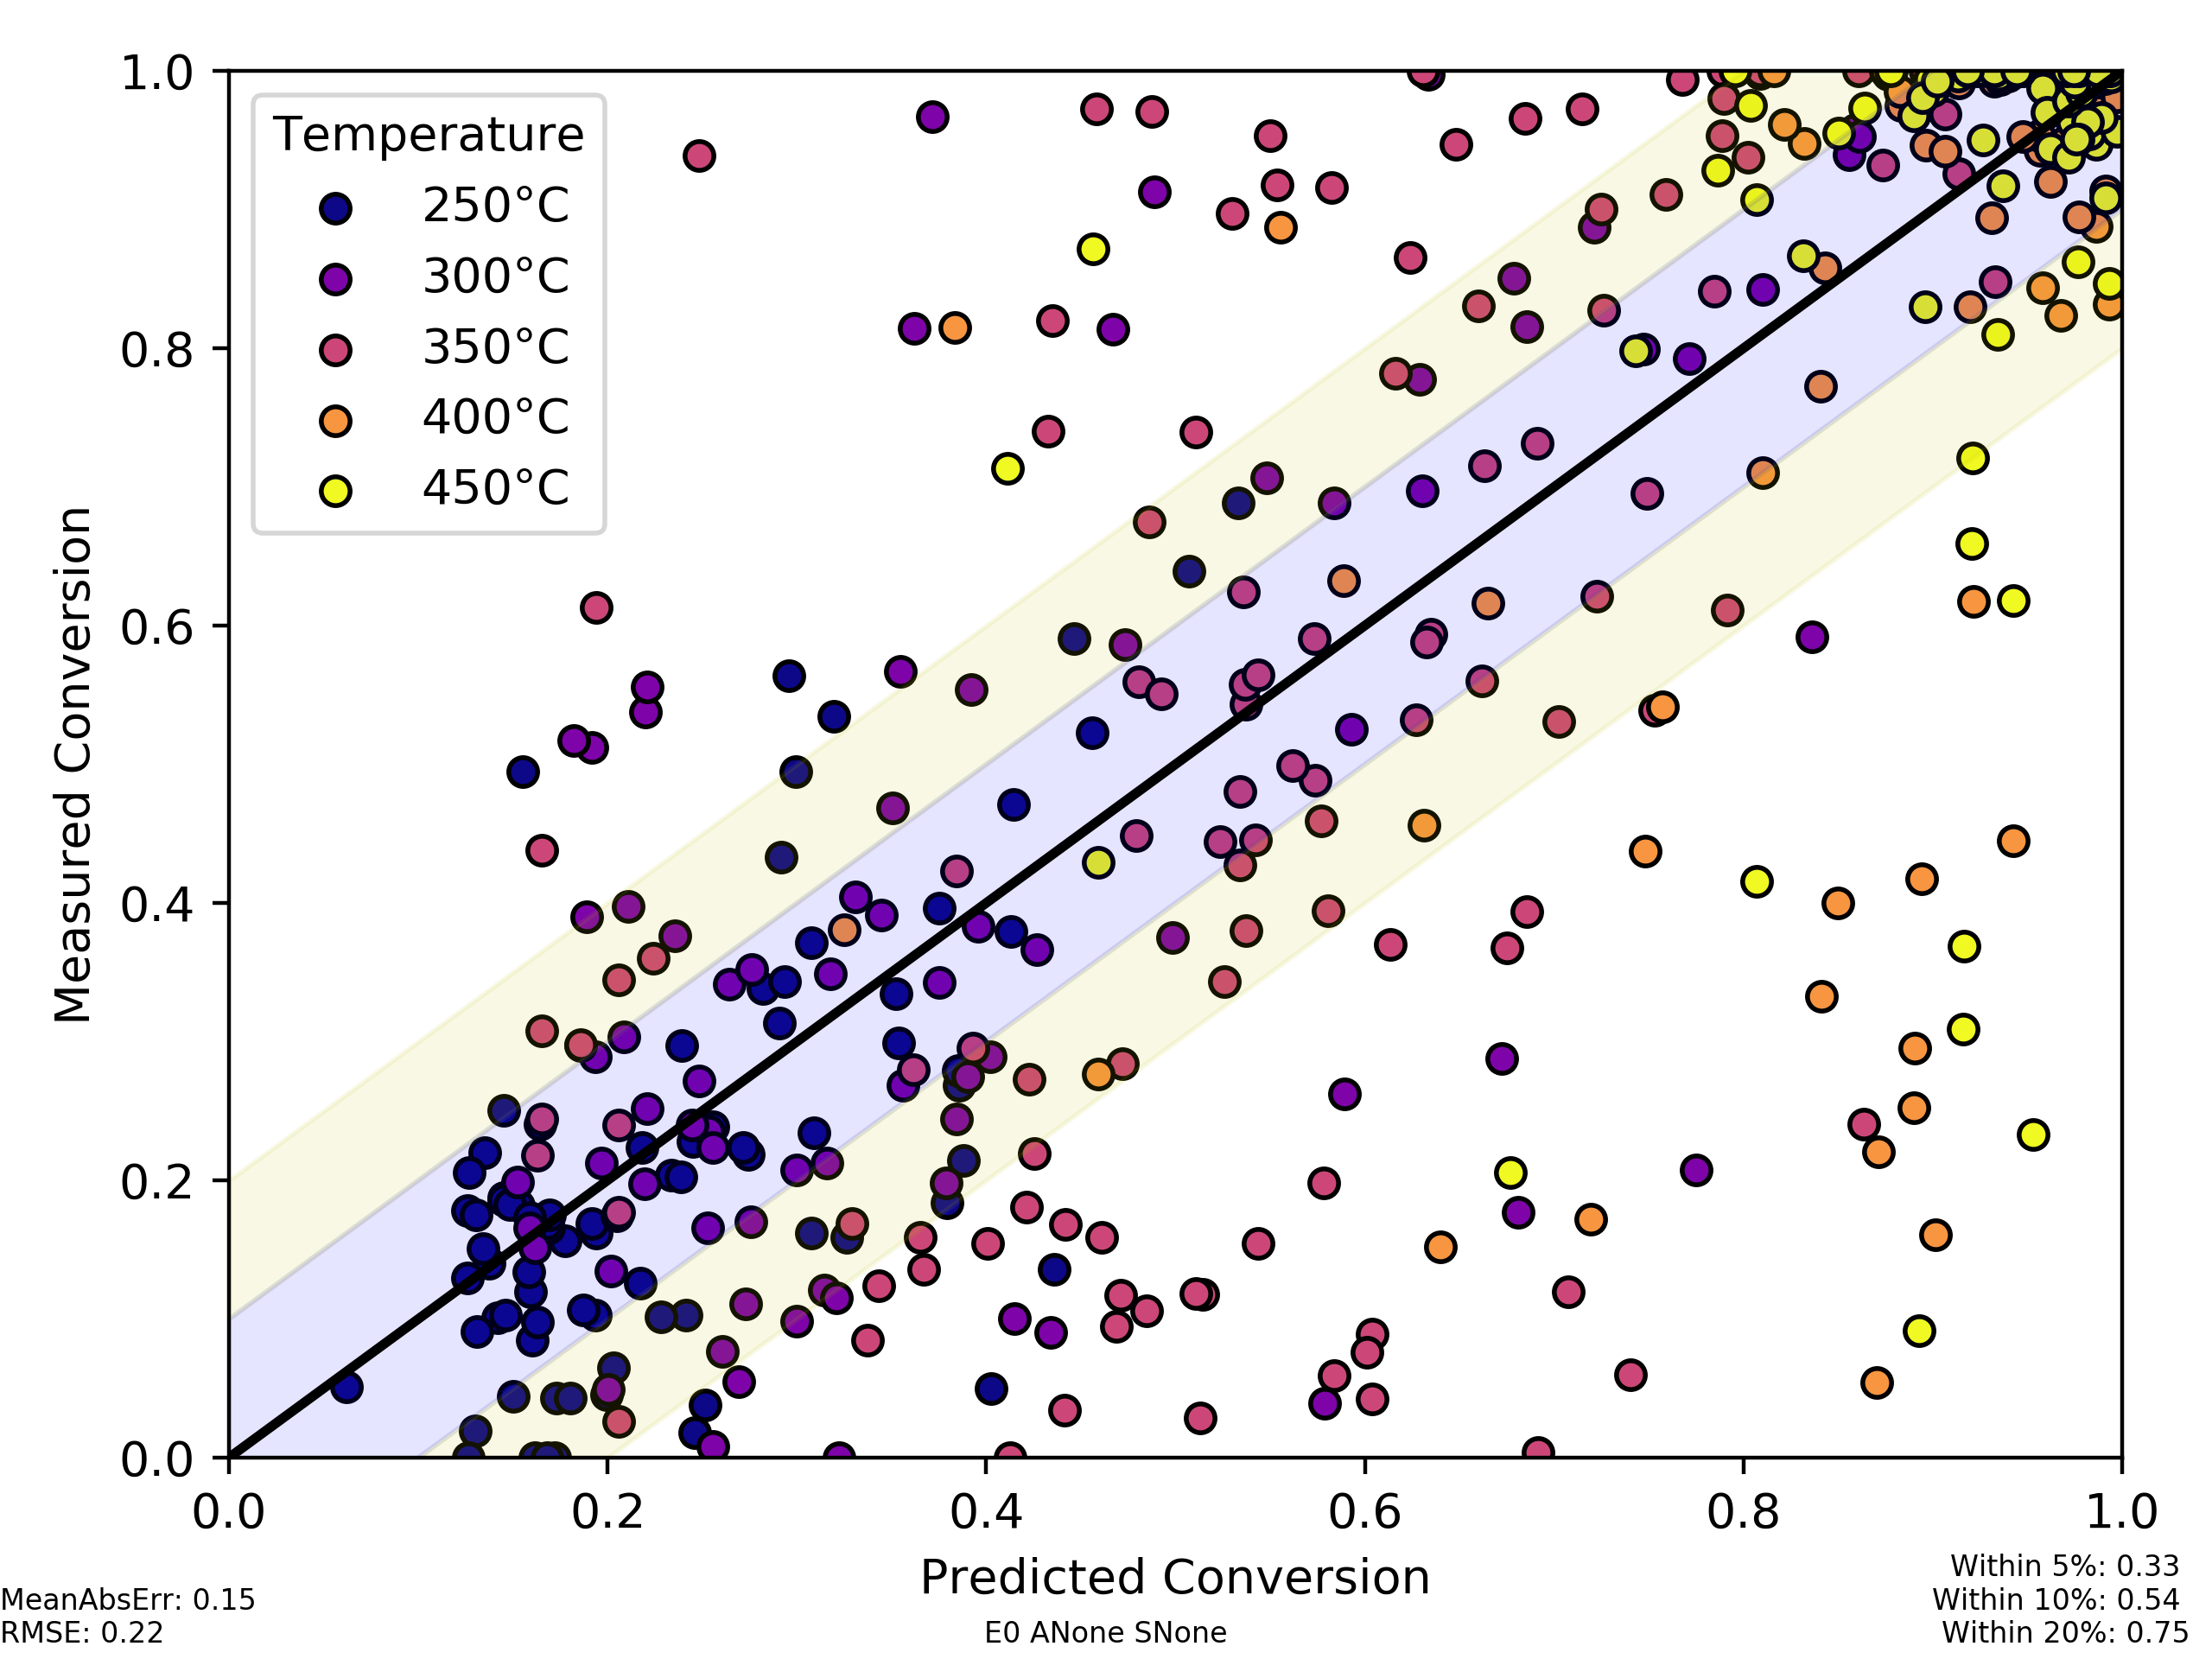 1.0
0.8
0.6
0.4
0.2
0.0
Measured Conversion
Temperature
250°C
300°C
350°C
400°C
450°C
0.0 0.2 0.4 0.6 0.8 1.0
Predicted Conversion
MeanAbsErr: 0.15
RMSE: 0.22
E0 ANone SNone
Within 5%: 0.33
Within 10%: 0.54
Within 20%: 0.75